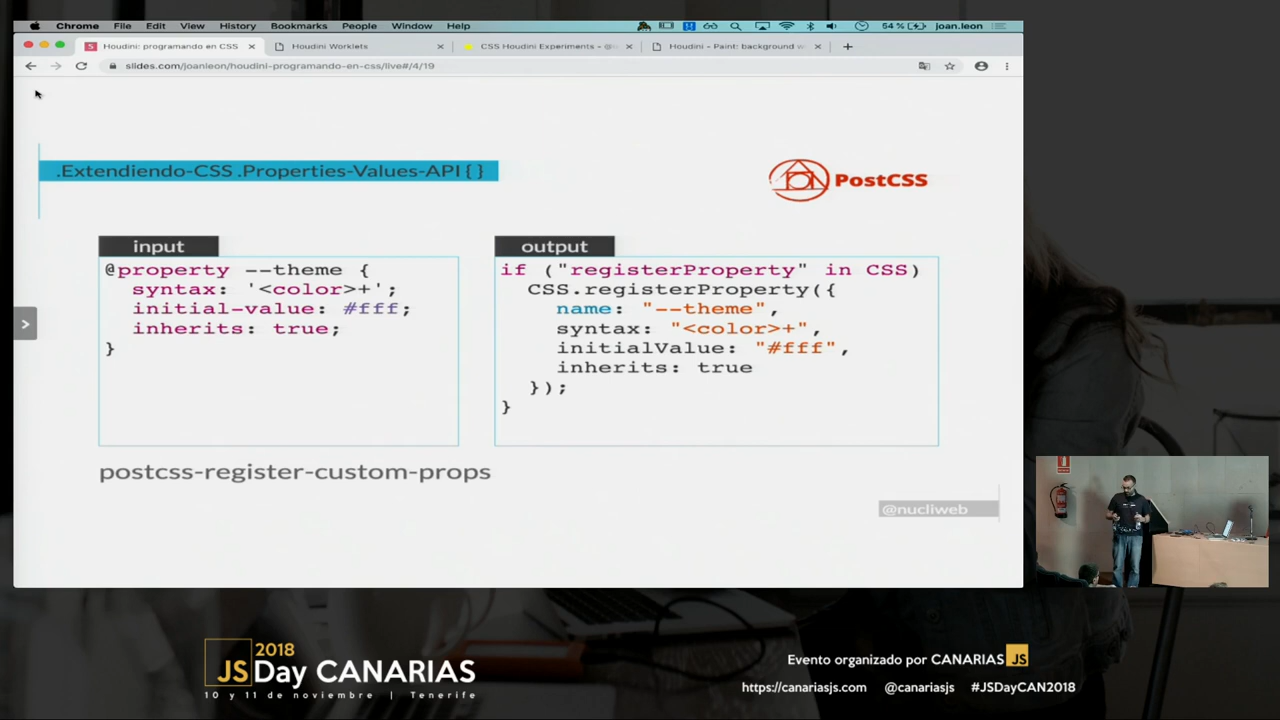 Chrome File Edit View History Bookmarks People Window Help 54 % joan.leon
Houdini: programando en CSS Houdini Worklets CSS Houdini Experiments - @ Houdini - Paint: background w
slides.com/joanleon/houdini-programando-en-css/live#/4/19
.Extendiendo-CSS .Properties-Values-API { }
PostCSS
input
@property --theme {
syntax: '<color>+';
initial-value: #fff;
inherits: true;
}
output
if ("registerProperty" in CSS)
CSS.registerProperty({
name: "--theme",
syntax: "<color>+",
initialValue: "#fff",
inherits: true
});
}
postcss-register-custom-props
@nucliweb
2018
JSDay CANARIAS
10 y 11 de noviembre | Tenerife
Evento organizado por CANARIAS JS
https://canariasjs.com @canariasjs #JSDayCAN2018